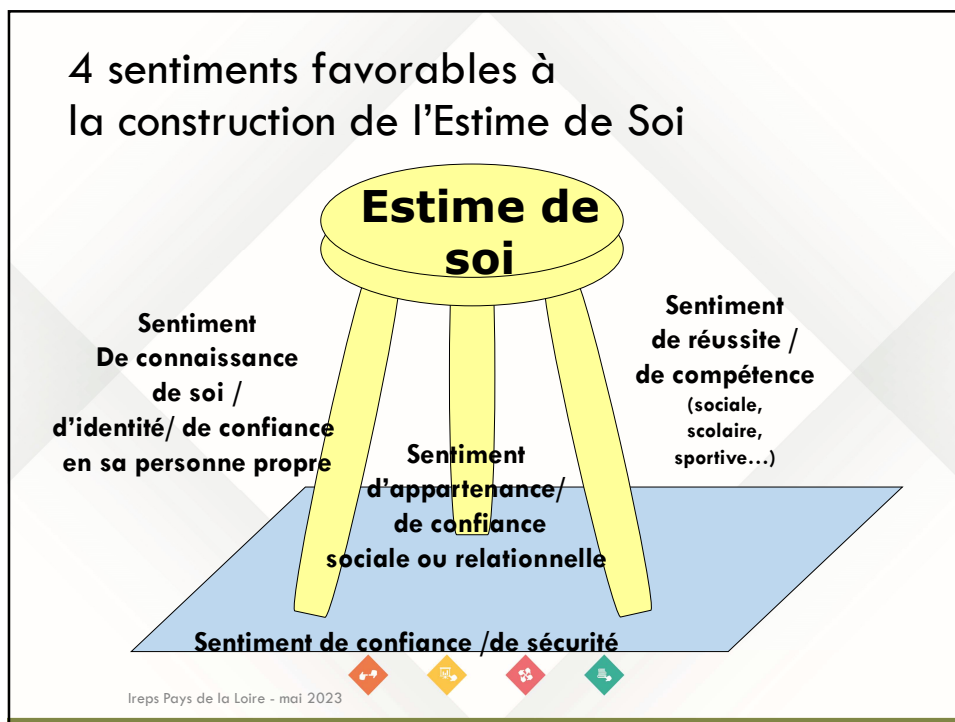 4 sentiments favorables à
la construction de l’Estime de Soi
Estime de
soi
Sentiment
De connaissance
de soi /
d’identité/ de confiance
en sa personne propre
Sentiment
d’appartenance/
de confiance
sociale ou relationnelle
Sentiment
de réussite /
de compétence
(sociale,
scolaire,
sportive…)
Sentiment de confiance /de sécurité
Ireps Pays de la Loire - mai 2023